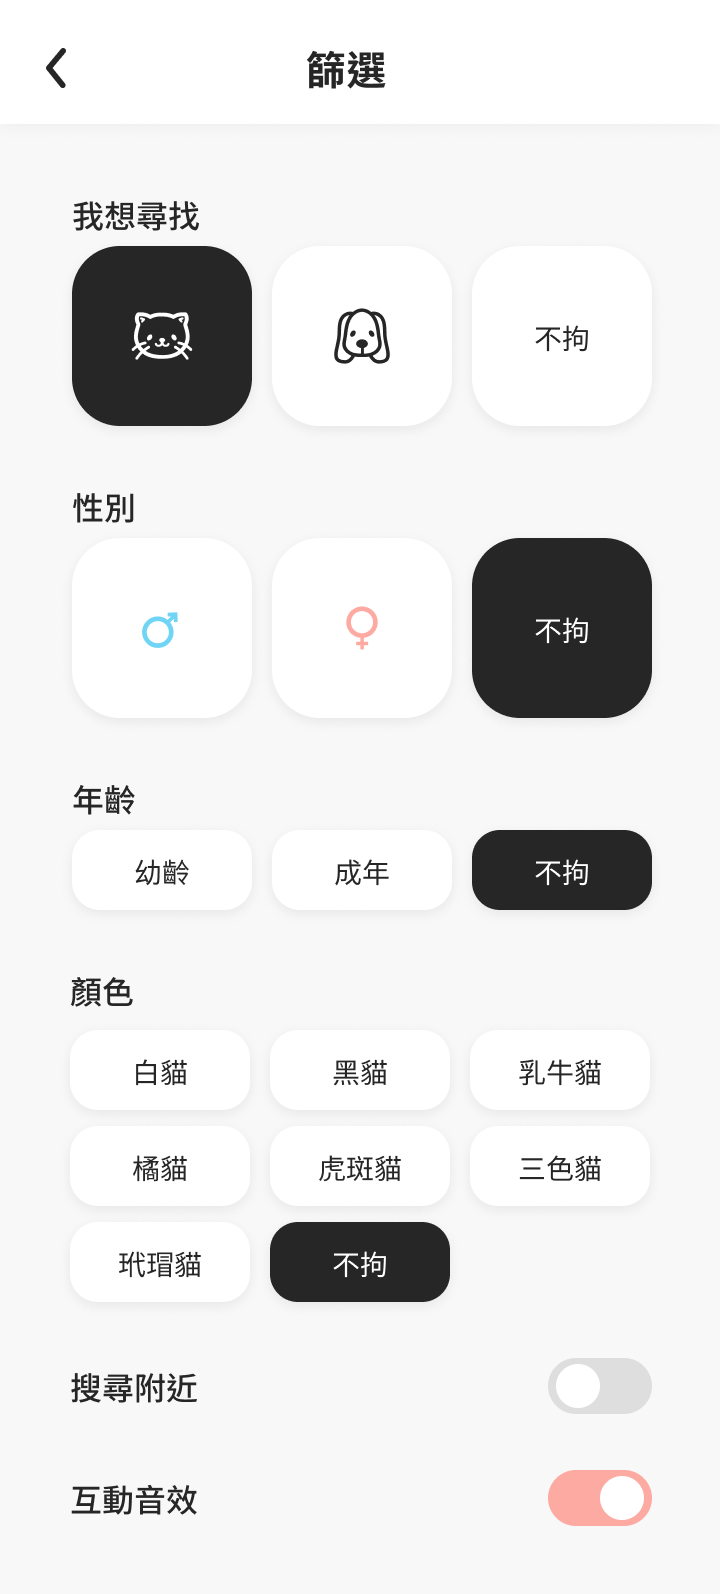 篩選
我想尋找
不拘
性別
不拘
年齡
幼齡 成年 不拘
顏色
白貓 黑貓 乳牛貓
橘貓 虎斑貓 三色貓
玳瑁貓 不拘
搜尋附近
互動音效